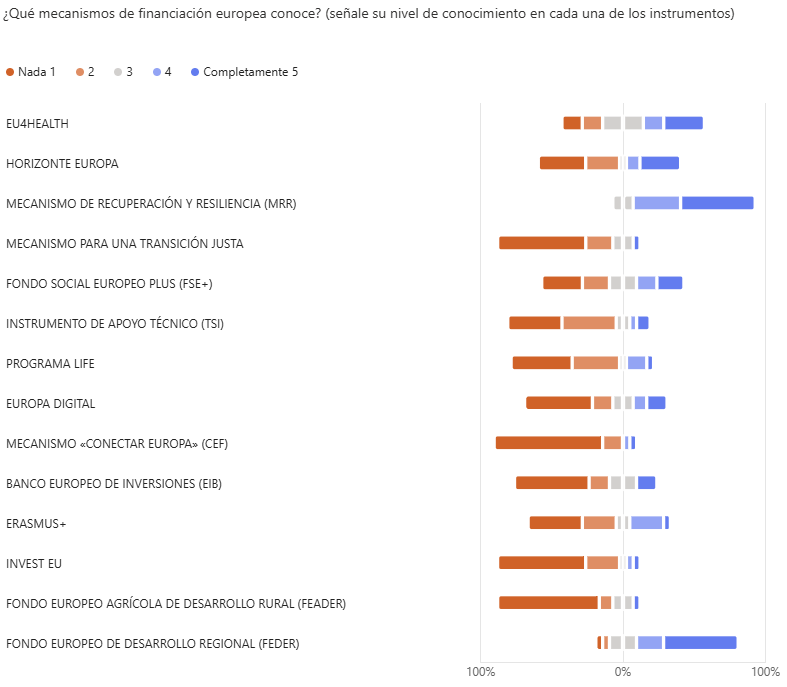 ¿Qué mecanismos de financiación europea conoce? (señale su nivel de conocimiento en cada una de los instrumentos)
Nada 1 2 3 4 Completamente 5
EU4HEALTH
HORIZONTE EUROPA
MECANISMO DE RECUPERACIÓN Y RESILIENCIA (MRR)
MECANISMO PARA UNA TRANSICIÓN JUSTA
FONDO SOCIAL EUROPEO PLUS (FSE+)
INSTRUMENTO DE APOYO TÉCNICO (TSI)
PROGRAMA LIFE
EUROPA DIGITAL
MECANISMO «CONECTAR EUROPA» (CEF)
BANCO EUROPEO DE INVERSIONES (EIB)
ERASMUS+
INVEST EU
FONDO EUROPEO AGRÍCOLA DE DESARROLLO RURAL (FEADER)
FONDO EUROPEO DE DESARROLLO REGIONAL (FEDER)
100% 0% 100%